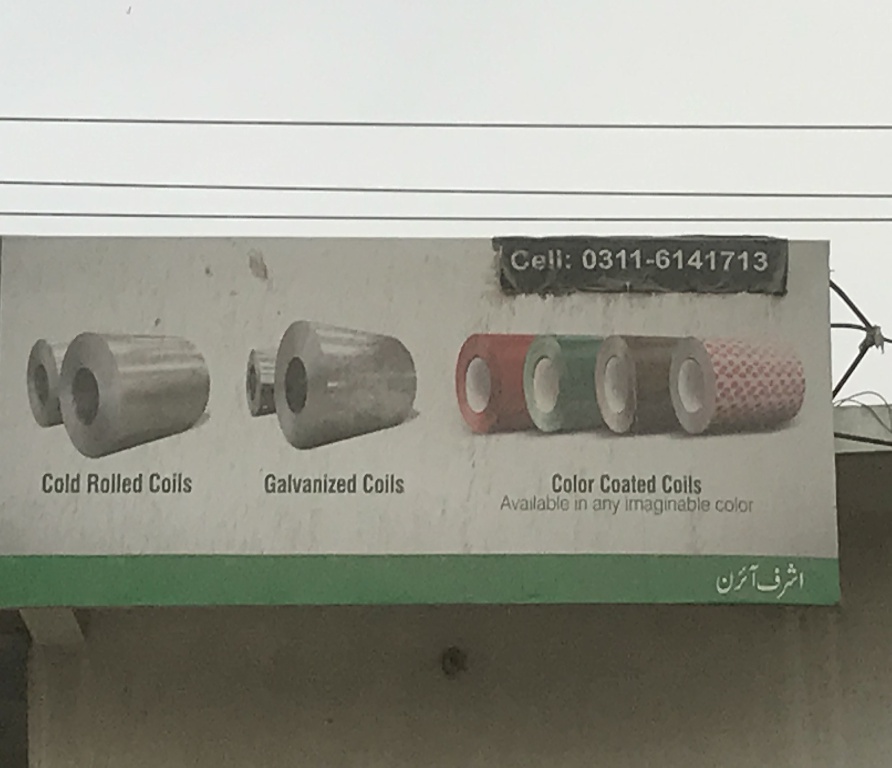 Cell: 0311-6141713
Cold Rolled Coils
Galvanized Coils
Color Coated Coils
Available in any imaginable color
اشرف آئرن